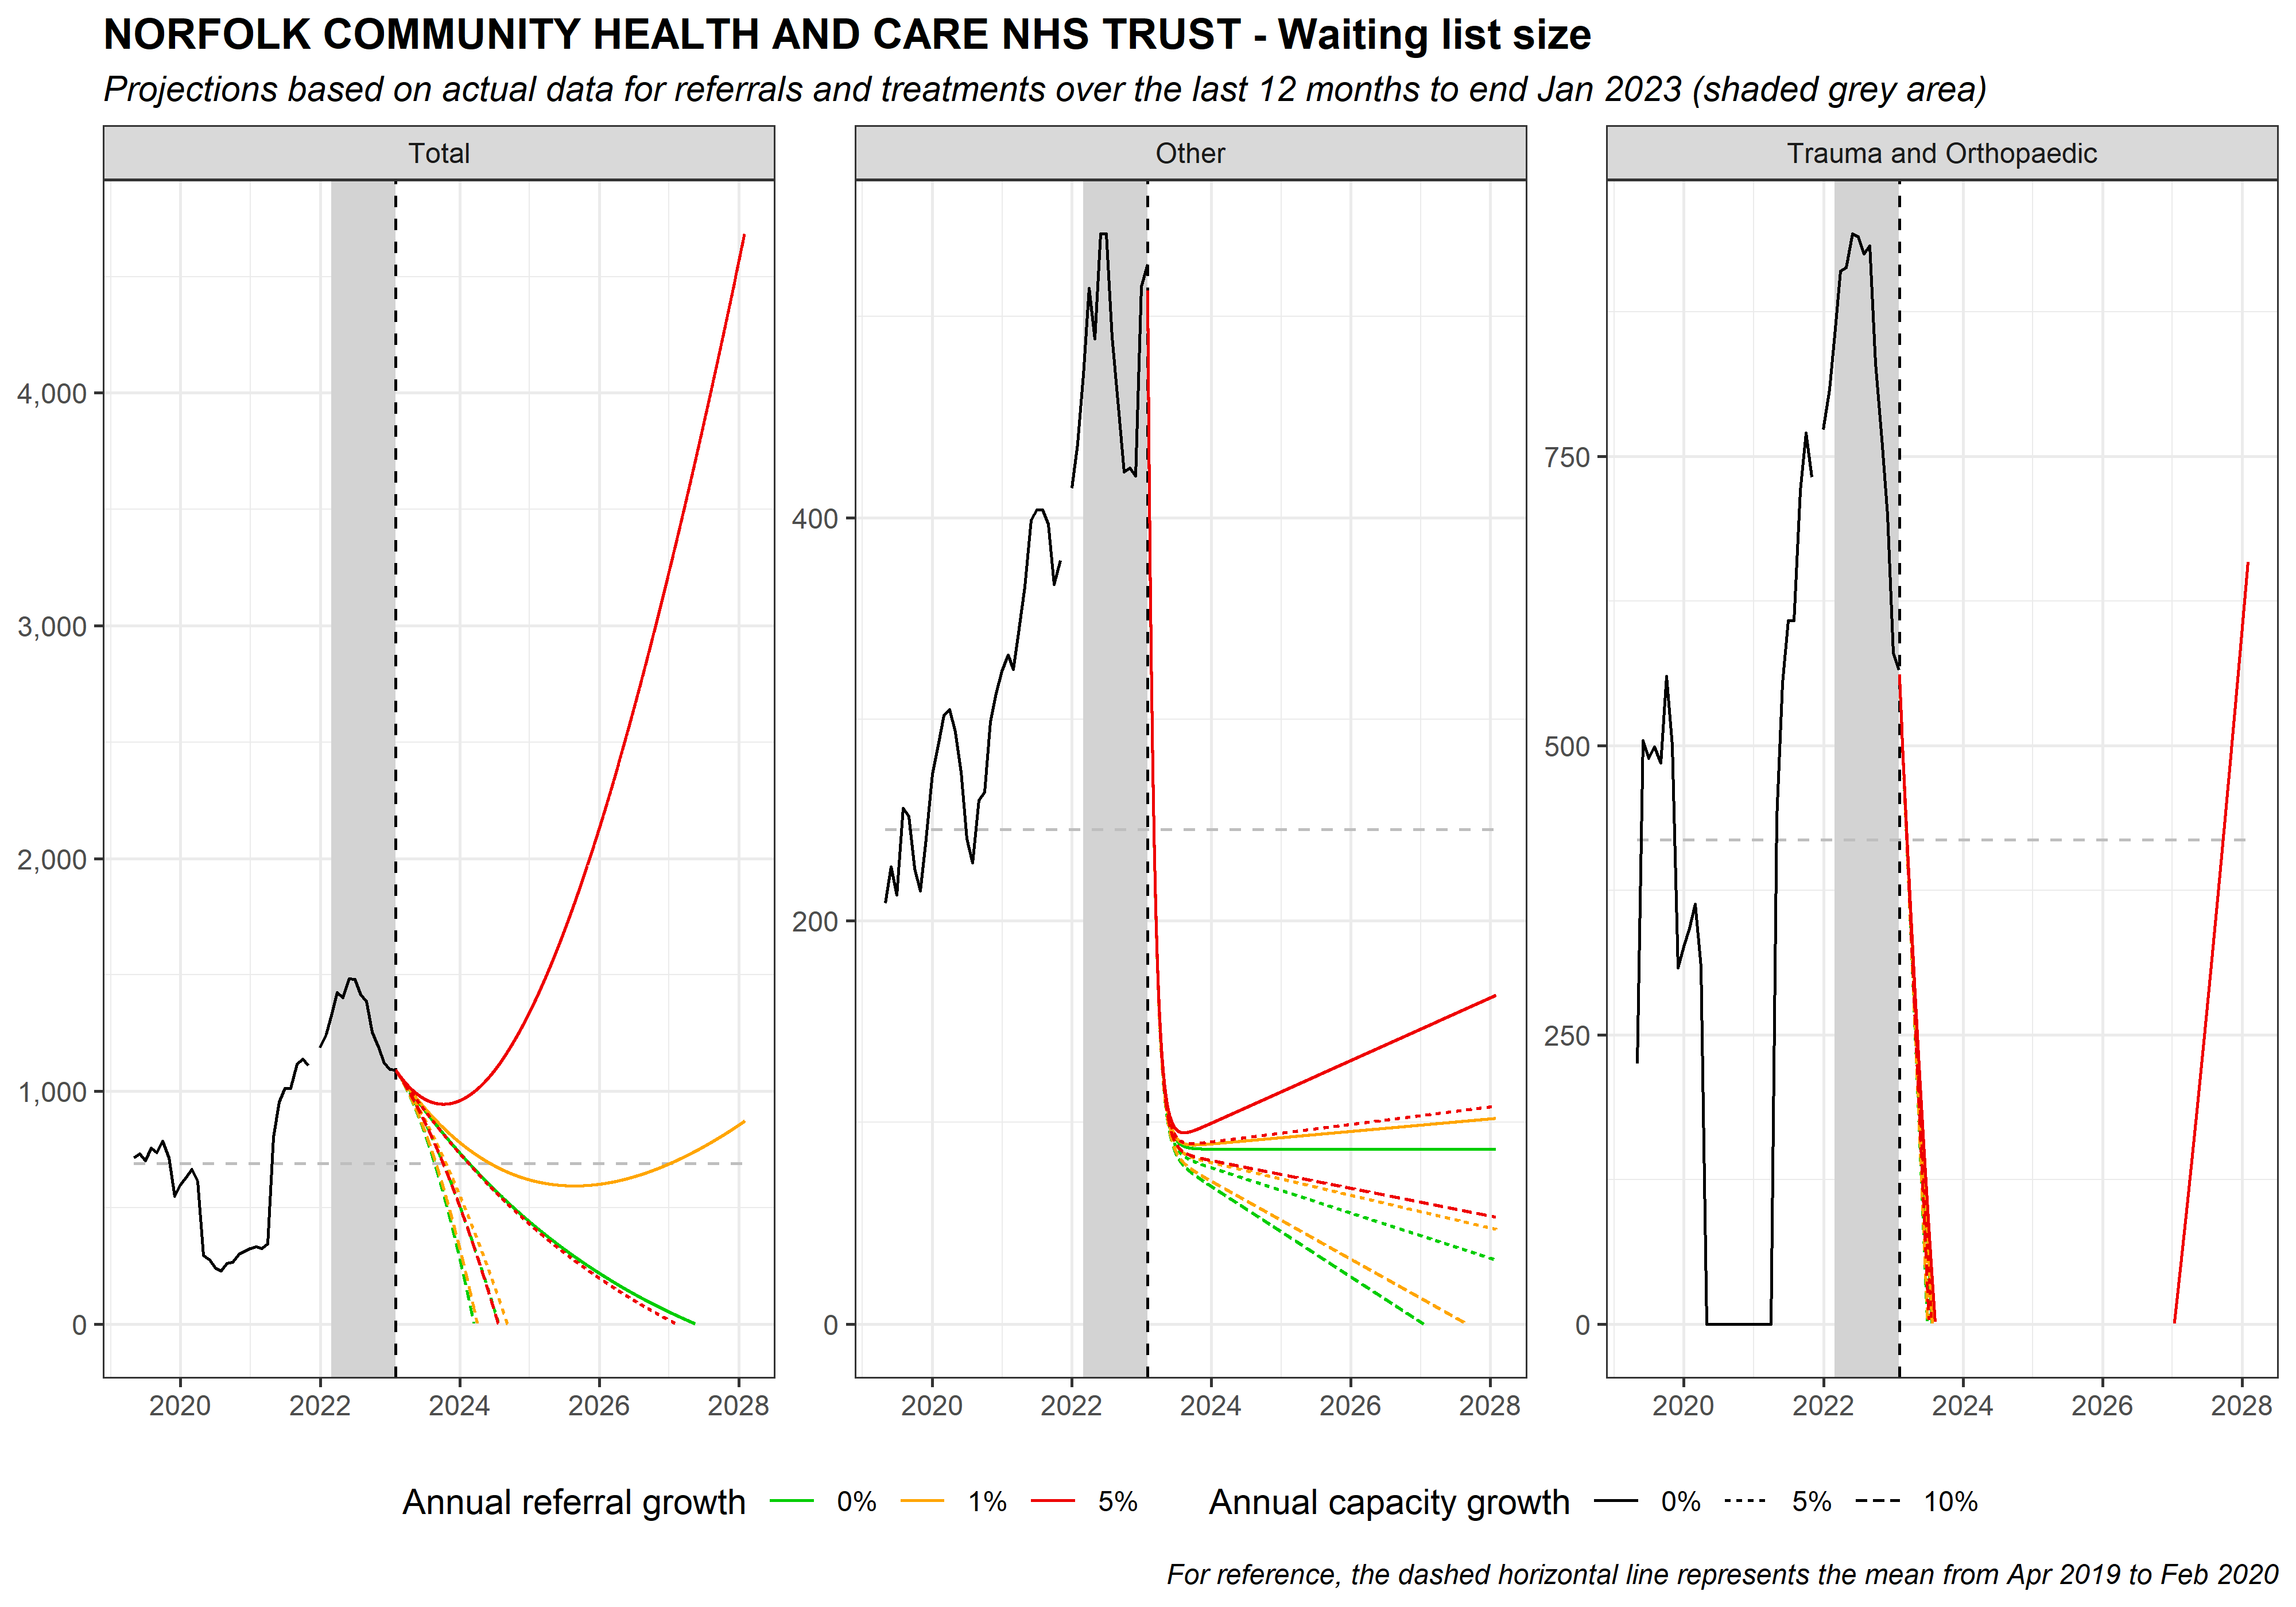 NORFOLK COMMUNITY HEALTH AND CARE NHS TRUST - Waiting list size
Projections based on actual data for referrals and treatments over the last 12 months to end Jan 2023 (shaded grey area)
Total
Other
Trauma and Orthopaedic
4,000
3,000
2,000
1,000
0
400
200
0
750
500
250
0
2020 2022 2024 2026 2028
2020 2022 2024 2026 2028
2020 2022 2024 2026 2028
Annual referral growth 0% 1% 5%
Annual capacity growth 0% 5% 10%
For reference, the dashed horizontal line represents the mean from Apr 2019 to Feb 2020